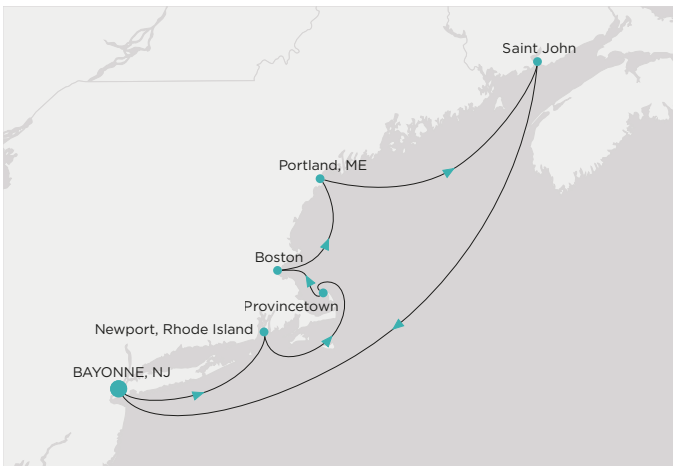 Saint John
Portland, ME
Boston
Provincetown
Newport, Rhode Island
BAYONNE, NJ